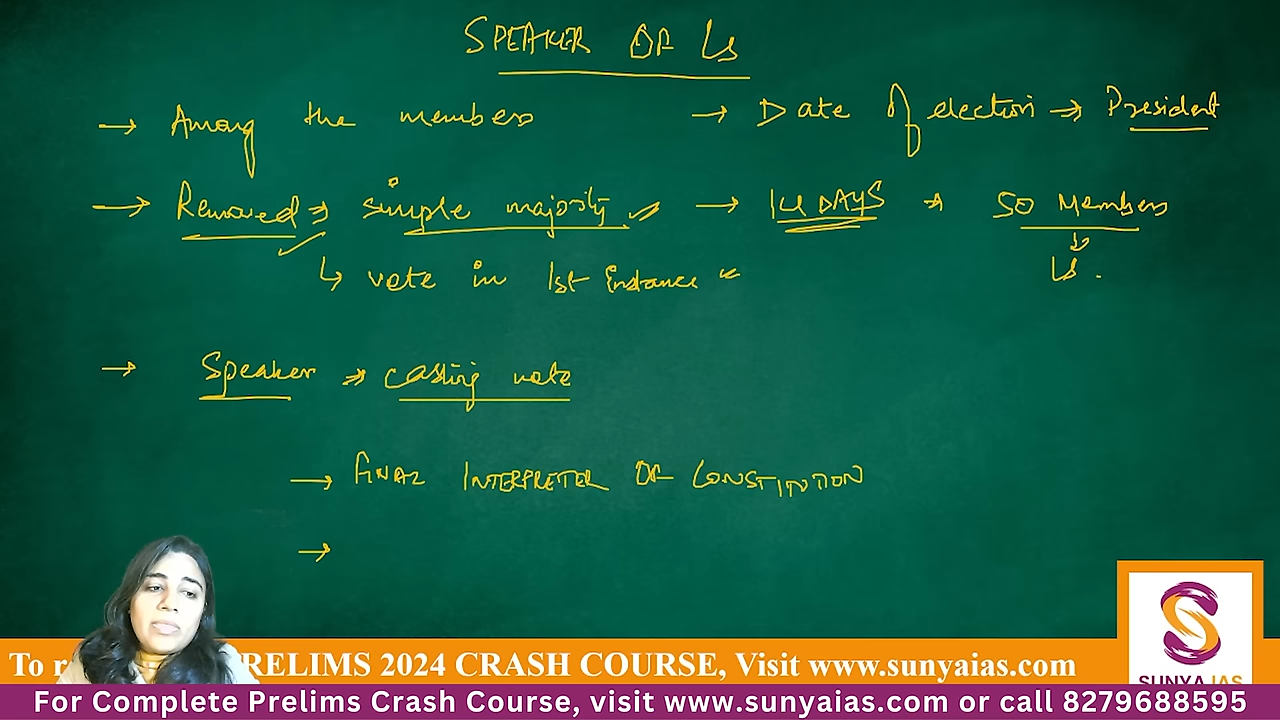 SPEAKER OF LS
→ Among the members → Date of election ⇒ President
→ Removed ⇒ simple majority ✓ → 14 DAYS → 50 Members
↳ vote in 1st instance LS.
→ Speaker ⇒ casting vote
→ FINAL INTERPRETER OF CONSTITUTION
→
To r RELIMS 2024 CRASH COURSE, Visit www.sunyaias.com
SUNYA IAS
For Complete Prelims Crash Course, visit www.sunyaias.com or call 8279688595